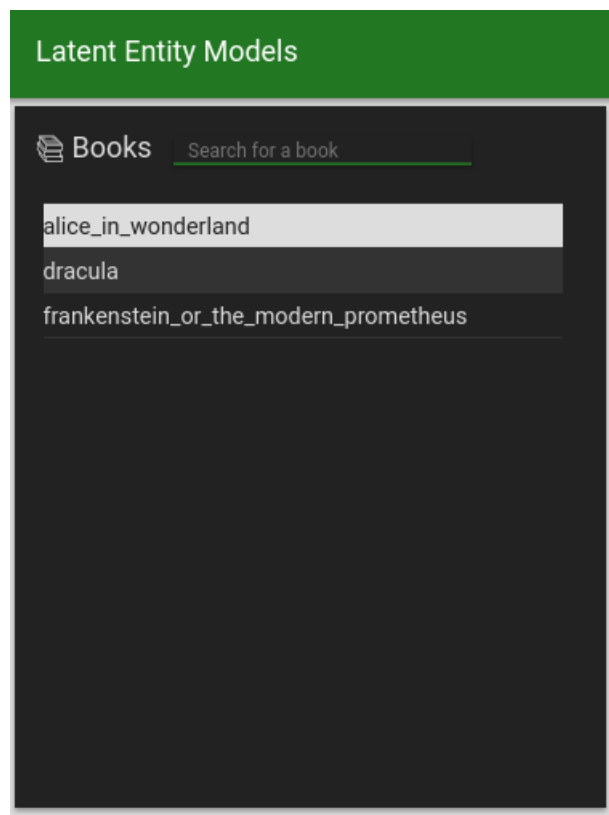 Latent Entity Models
Books
Search for a book
alice_in_wonderland
dracula
frankenstein_or_the_modern_prometheus